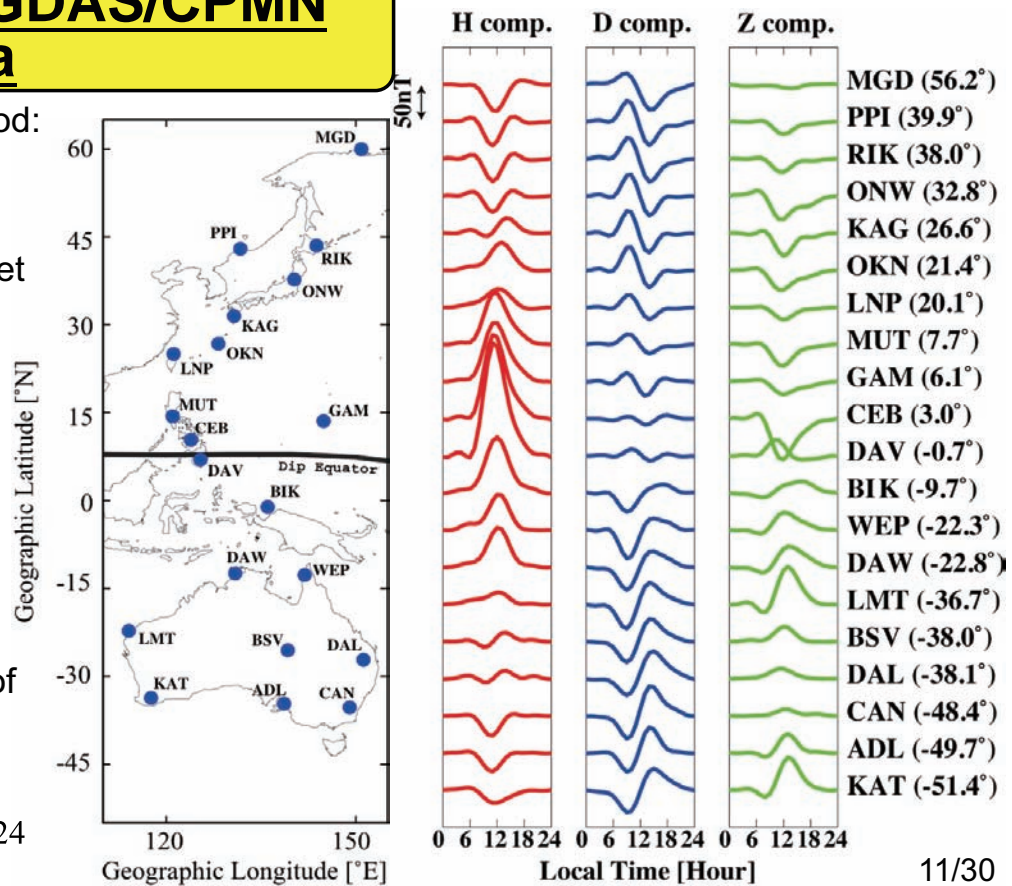 GDAS/CPMN
a
od:
et
of
24
H comp.
D comp.
Z comp.
50nT
MGD (56.2°)
PPI (39.9°)
RIK (38.0°)
ONW (32.8°)
KAG (26.6°)
OKN (21.4°)
LNP (20.1°)
MUT (7.7°)
GAM (6.1°)
CEB (3.0°)
DAV (-0.7°)
BIK (-9.7°)
WEP (-22.3°)
DAW (-22.8°)
LMT (-36.7°)
BSV (-38.0°)
DAL (-38.1°)
CAN (-48.4°)
ADL (-49.7°)
KAT (-51.4°)
Geographic Latitude [°N]
60
45
30
15
0
-15
-30
-45
MGD
PPI
RIK
ONW
KAG
OKN
LNP
MUT
GAM
CEB
DAV
Dip Equator
BIK
DAW
WEP
LMT
BSV
DAL
KAT
ADL
CAN
120 150
Geographic Longitude [°E]
0 6 12 18 24
0 6 12 18 24
0 6 12 18 24
Local Time [Hour]
11/30